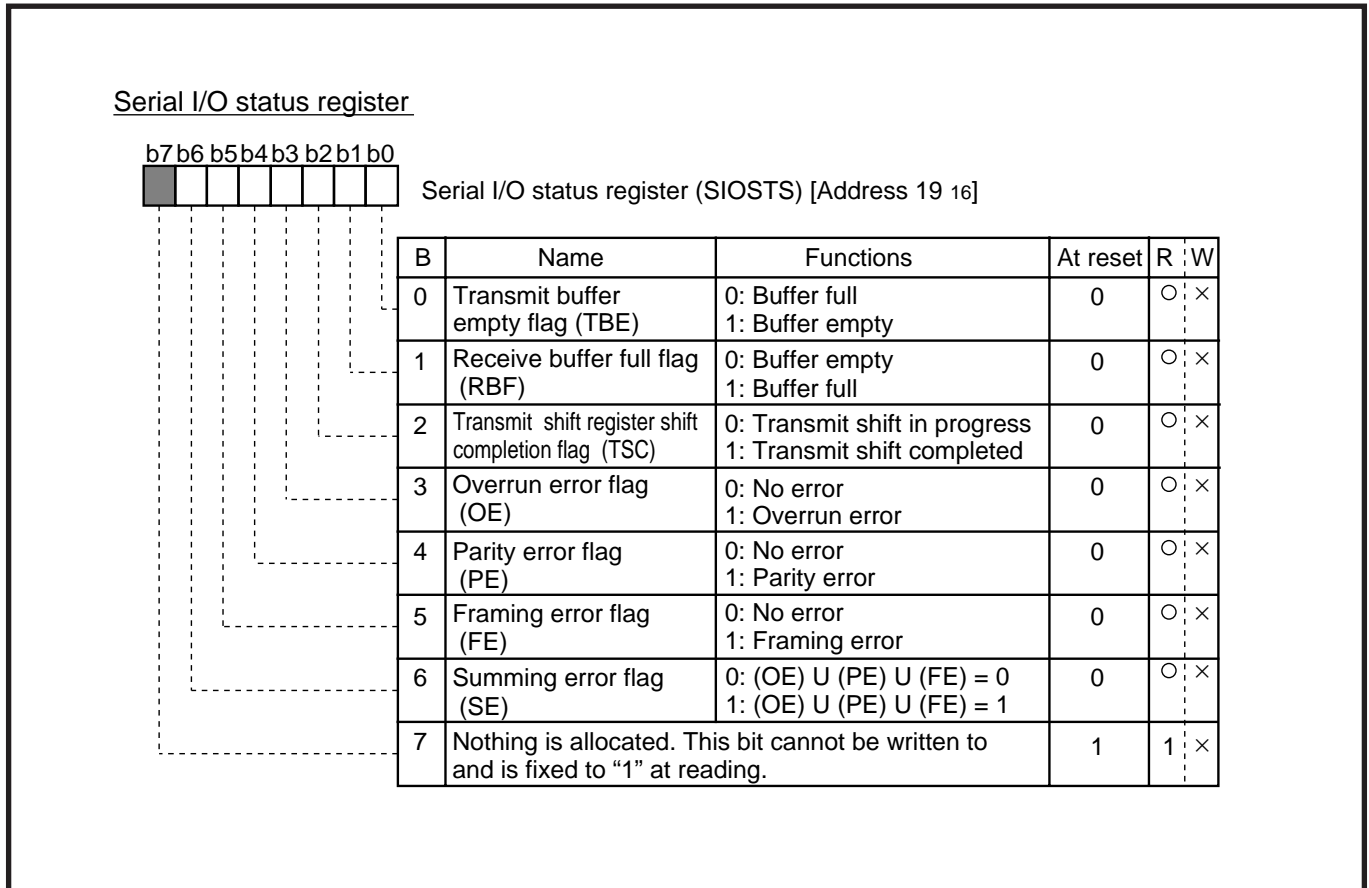 Serial I/O status register
b7 b6 b5 b4 b3 b2 b1 b0
Serial I/O status register (SIOSTS) [Address 19 16]
B Name Functions At reset R W
0 Transmit buffer 0: Buffer full 0 ○ ×
empty flag (TBE) 1: Buffer empty
1 Receive buffer full flag 0: Buffer empty 0 ○ ×
(RBF) 1: Buffer full
2 Transmit shift register shift 0: Transmit shift in progress 0 ○ ×
completion flag (TSC) 1: Transmit shift completed
3 Overrun error flag 0: No error 0 ○ ×
(OE) 1: Overrun error
4 Parity error flag 0: No error 0 ○ ×
(PE) 1: Parity error
5 Framing error flag 0: No error 0 ○ ×
(FE) 1: Framing error
6 Summing error flag 0: (OE) U (PE) U (FE) = 0 0 ○ ×
(SE) 1: (OE) U (PE) U (FE) = 1
7 Nothing is allocated. This bit cannot be written to 1 1 ×
and is fixed to “1” at reading.